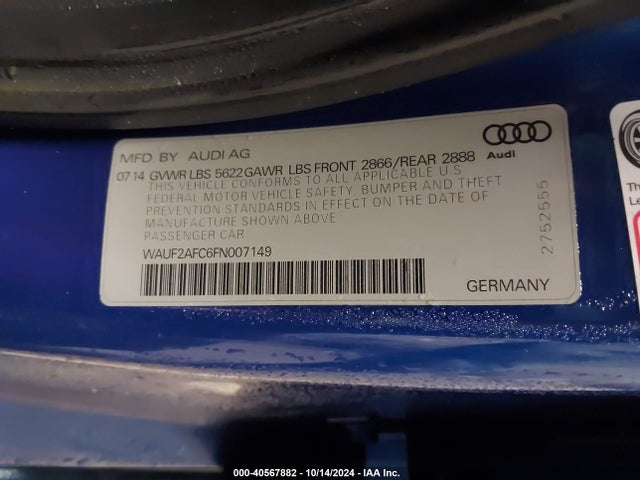 MFD BY AUDI AG
Audi
07 14 GVWR LBS 5622 GAWR LBS FRONT 2866/REAR 2888
THIS VEHICLE CONFORMS TO ALL APPLICABLE U S
FEDERAL MOTOR VEHICLE SAFETY, BUMPER AND THEFT
PREVENTION STANDARDS IN EFFECT ON THE DATE OF
MANUFACTURE SHOWN ABOVE
PASSENGER CAR
WAUF2AFC6FN007149
GERMANY
2752555
This
Le
000-40567882 - 10/14/2024 - IAA Inc.